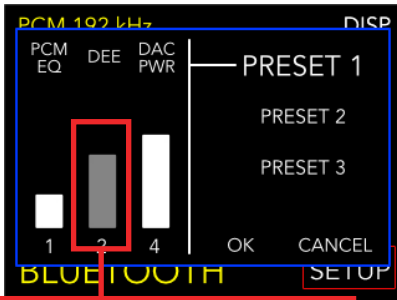 PCM 192 kHz DISP
PCM EQ DEE DAC PWR PRESET 1
PRESET 2
PRESET 3
1 2 4 OK CANCEL
BLUETOOTH SETUP